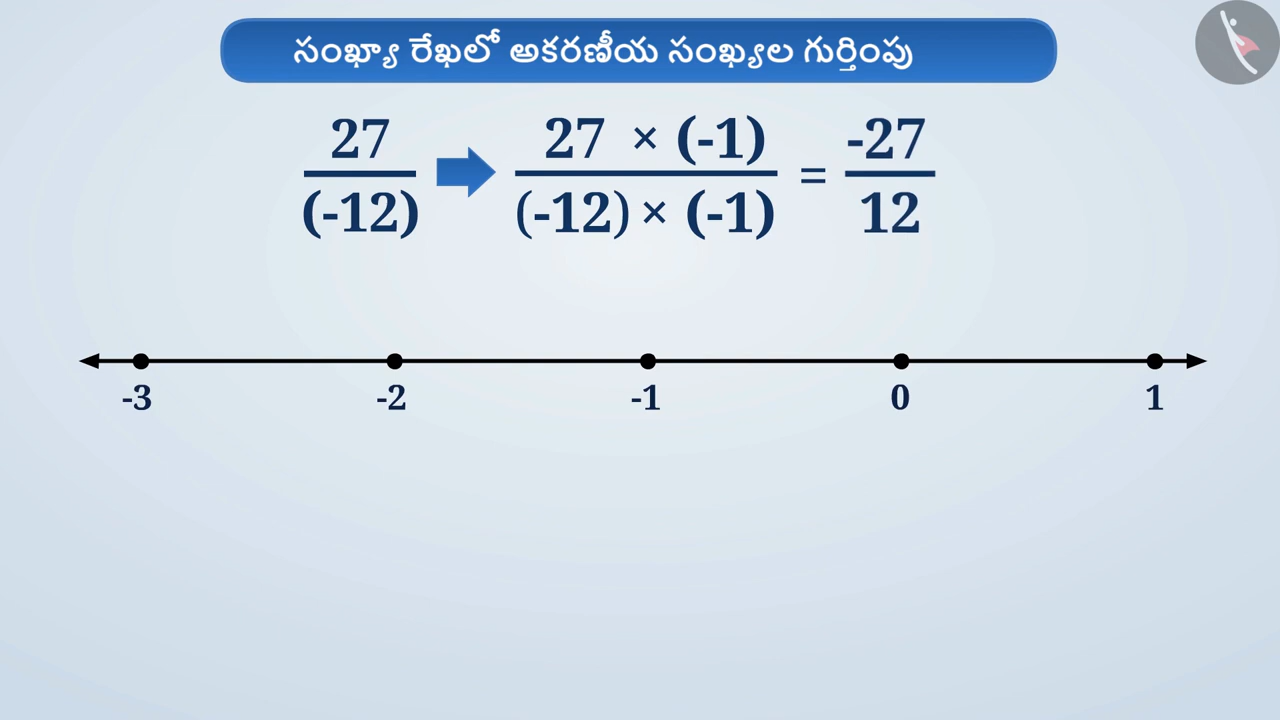 సంఖ్యా రేఖలో అకరణీయ సంఖ్యల గుర్తింపు
27 27 × (-1) -27
=
(-12) (-12) × (-1) 12
-3 -2 -1 0 1